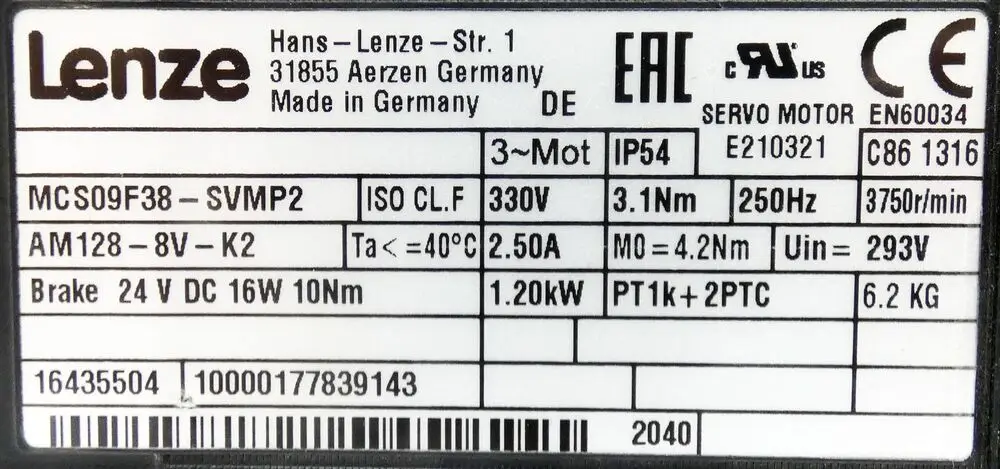 Lenze
Hans-Lenze-Str. 1
31855 Aerzen Germany
Made in Germany DE
EAC
c RU US
CE
SERVO MOTOR EN60034
3~Mot IP54 E210321 C86 1316
MCS09F38-SVMP2 ISO CL.F 330V 3.1Nm 250Hz 3750r/min
AM128-8V-K2 Ta<=40°C 2.50A M0=4.2Nm Uin= 293V
Brake 24 V DC 16W 10Nm 1.20kW PT1k+2PTC 6.2 KG
16435504 10000177839143
2040